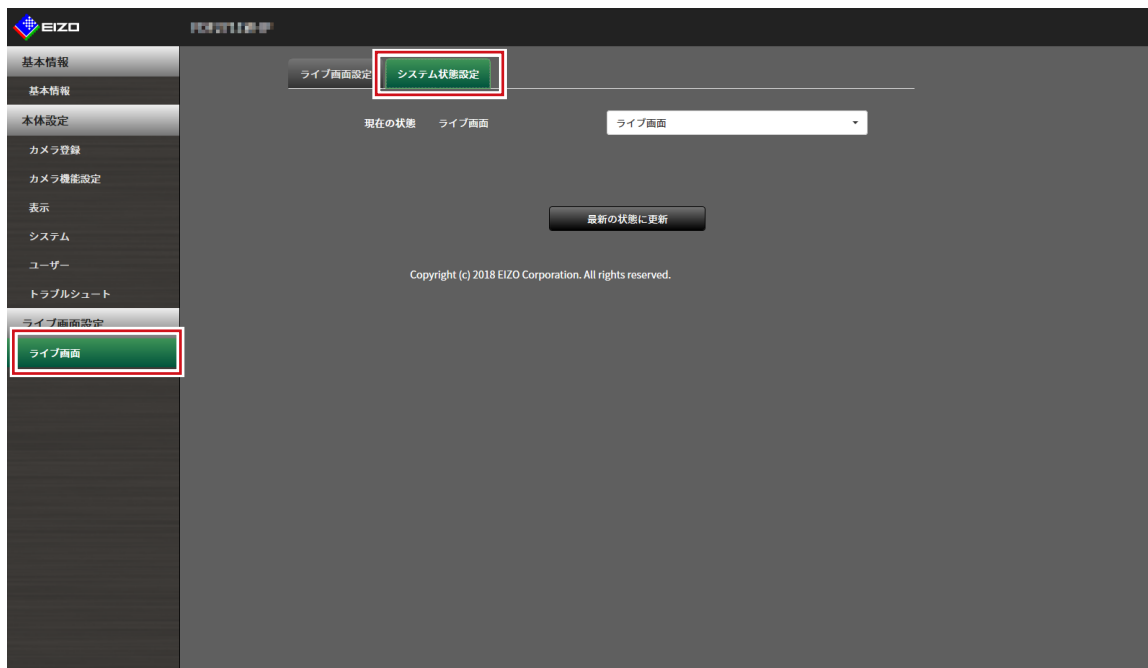 EIZO
基本情報
基本情報
本体設定
カメラ登録
カメラ機能設定
表示
システム
ユーザー
トラブルシュート
ライブ画面設定
ライブ画面
ライブ画面設定
システム状態設定
現在の状態 ライブ画面 ライブ画面
最新の状態に更新
Copyright (c) 2018 EIZO Corporation. All rights reserved.